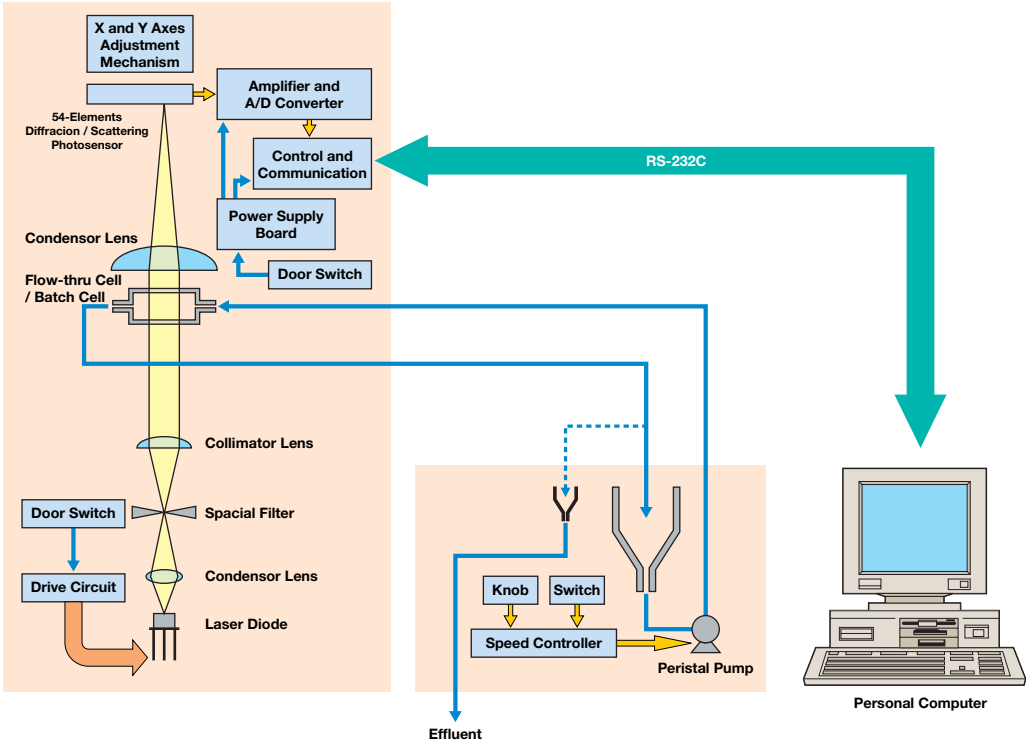 X and Y Axes
Adjustment
Mechanism
54-Elements
Diffracion / Scattering
Photosensor
Amplifier and
A/D Converter
Control and
Communication
RS-232C
Power Supply
Board
Condensor Lens
Door Switch
Flow-thru Cell
/ Batch Cell
Collimator Lens
Door Switch
Spacial Filter
Condensor Lens
Drive Circuit
Laser Diode
Knob
Switch
Speed Controller
Peristal Pump
Personal Computer
Effluent